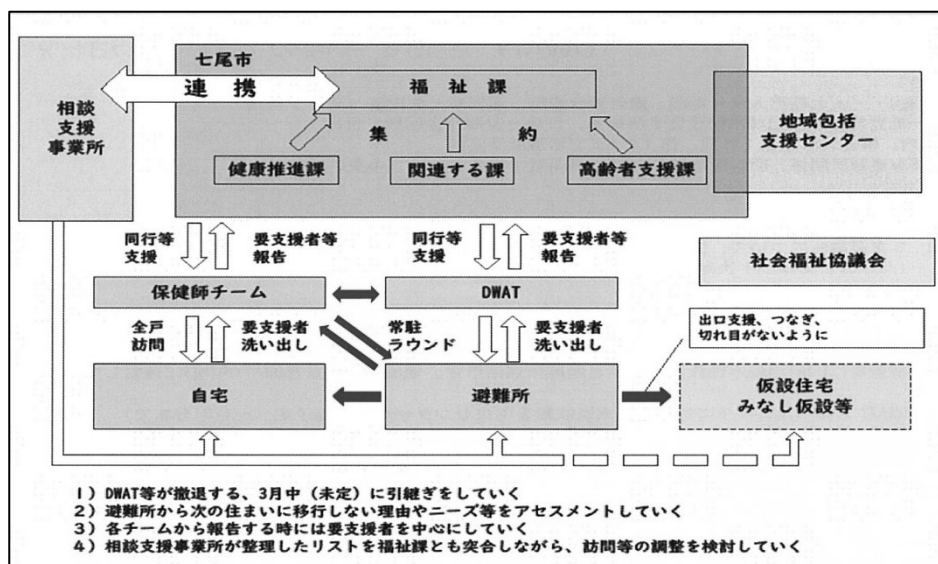 七尾市
連携
福祉課
相談
支援
事業所
集約
地域包括
支援センター
健康推進課
関連する課
高齢者支援課
同行等
支援
要支援者等
報告
同行等
支援
要支援者等
報告
社会福祉協議会
保健師チーム
DWAT
全戸
訪問
要支援者
洗い出し
常駐
ラウンド
要支援者
洗い出し
出口支援、つなぎ、
切れ目がないように
自宅
避難所
仮設住宅
みなし仮設等
1)DWAT等が撤退する、3月中(未定)に引継ぎをしていく
2)避難所から次の住まいに移行しない理由やニーズ等をアセスメントしていく
3)各チームから報告する時には要支援者を中心にしていく
4)相談支援事業所が整理したリストを福祉課とも突合しながら、訪問等の調整を検討していく